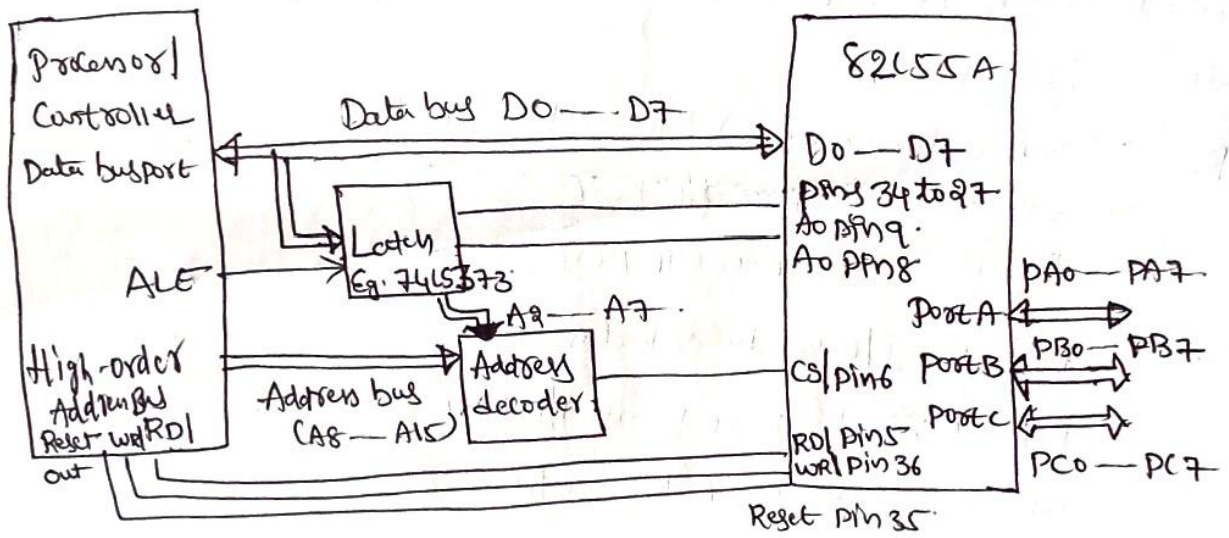 Processor/
Controller
Data bus port
ALE
High-order
Address Bus
Reset WR/ RD/
out
Data bus D0 — D7
Latch
Eg. 74LS373
A2 — A7
Address bus
(A8 — A15)
Address
decoder
82C55A
D0 — D7
pins 34 to 27
A0 pin 9.
A0 pin 8
Port A
CS/ pin 6 Port B
Port C
RD/ pin 5
WR/ pin 36
Reset pin 35
PA0 — PA7
PB0 — PB7
PC0 — PC7